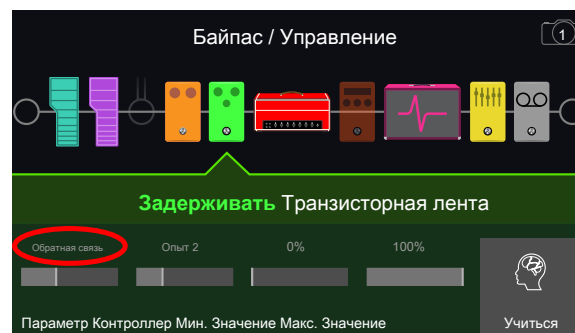 Байпас / Управление
1
Задерживать Транзисторная лента
Обратная связь Опыт 2 0% 100%
Параметр Контроллер Мин. Значение Макс. Значение Учиться